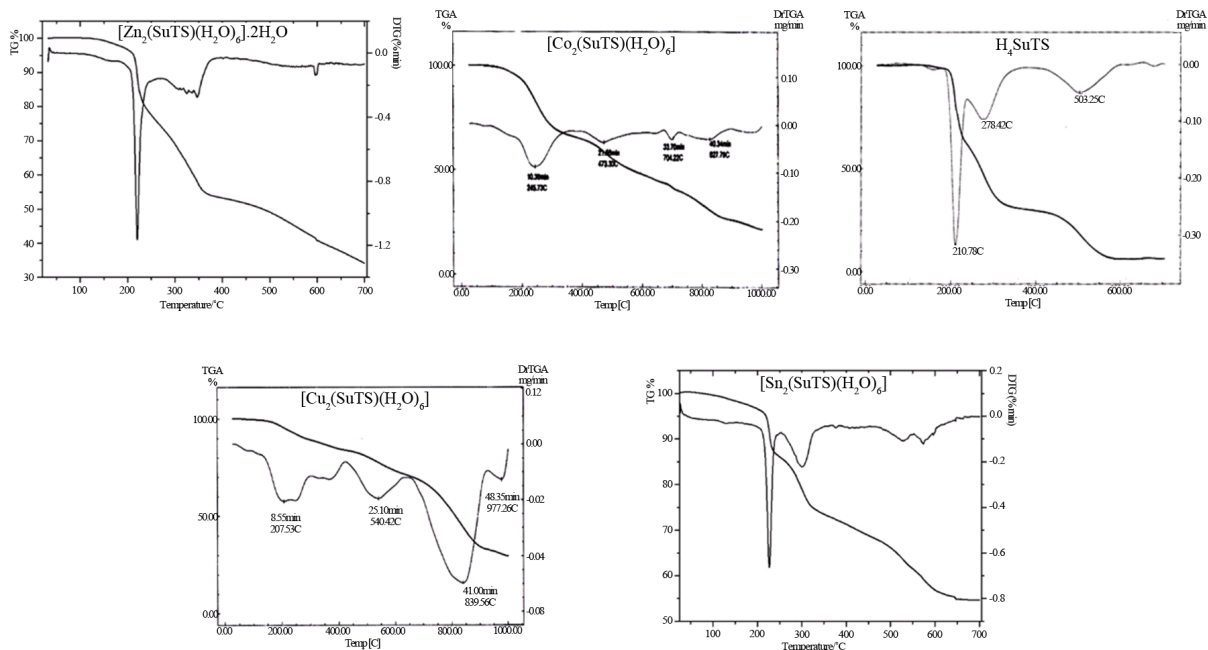 [Zn2(SuTS)(H2O)6].2H2O
TG %
DTG (% min)
100
90
80
70
60
50
40
30
0.0
-0.4
-0.8
-1.2
100 200 300 400 500 600 700
Temperature/°C
TGA
%
DrTGA
mg/min
[Co2(SuTS)(H2O)6]
100.00
50.00
0.00
0.10
0.00
-0.10
-0.20
-0.30
10.39min
245.73C
473.33C
33.70min
704.22C
40.34min
827.79C
0.00 200.00 400.00 600.00 800.00 1000.00
Temp [C]
TGA
%
DrTGA
mg/min
H4SuTS
100.00
50.00
0.00
0.00
-0.10
-0.20
-0.30
503.25C
278.42C
210.78C
0.00 200.00 400.00 600.00
Temp [C]
TGA
%
DrTGA
mg/min
[Cu2(SuTS)(H2O)6]
100.00
50.00
0.00
0.12
0.00
-0.02
-0.04
-0.08
8.55min
207.53C
25.10min
540.42C
48.35min
977.26C
41.00min
839.56C
0.00 200.00 400.00 600.00 800.00 1000.00
Temp [C]
[Sn2(SuTS)(H2O)6]
TG %
DTG (% min)
100
90
80
70
60
50
0.2
0.0
-0.2
-0.4
-0.6
-0.8
100 200 300 400 500 600 700
Temperature/°C